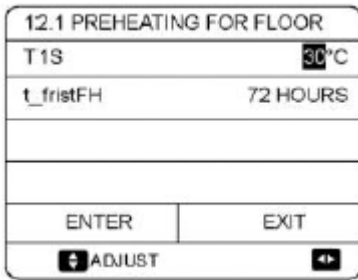 12.1 PREHEATING FOR FLOOR
T1S 30°C
t_fristFH 72 HOURS
ENTER EXIT
ADJUST